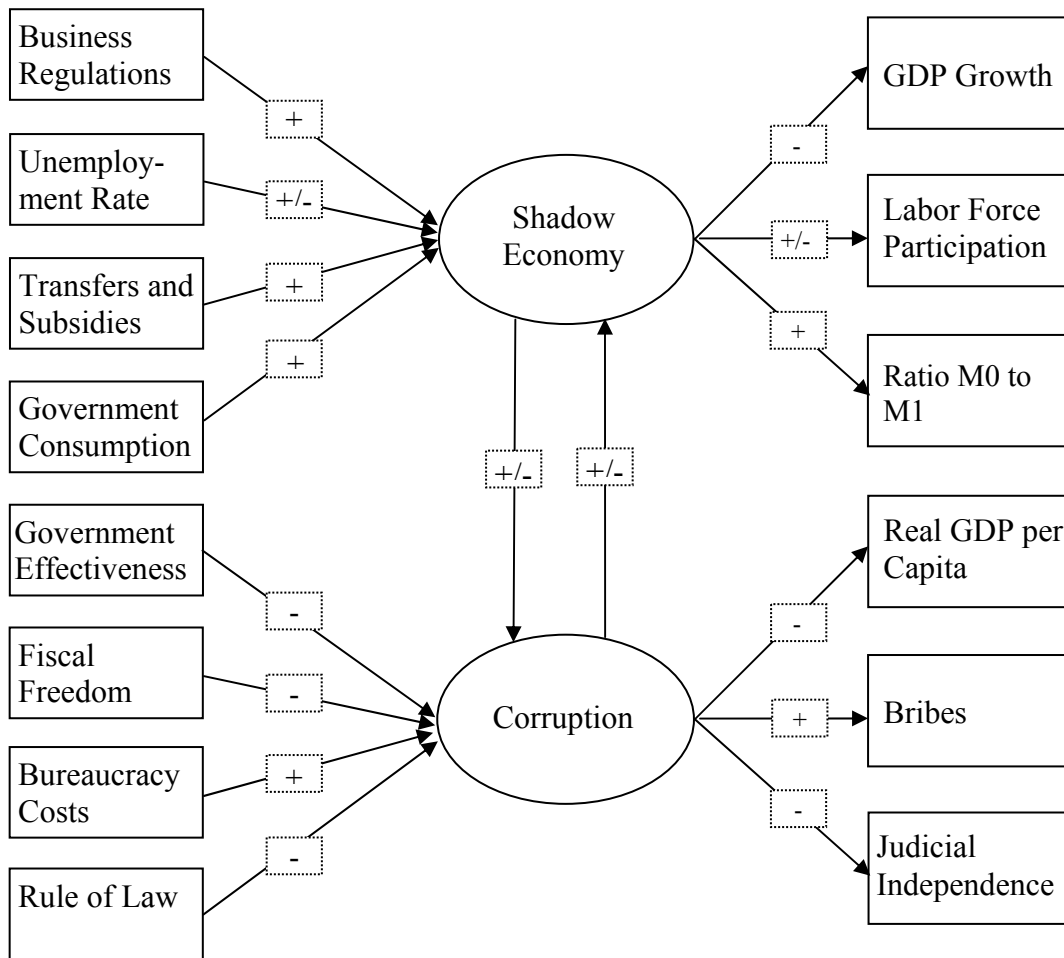 Business
Regulations
+
Unemploy-
ment Rate
+/-
Transfers and
Subsidies
+
Government
Consumption
+
Shadow
Economy
-
GDP Growth
+/-
Labor Force
Participation
+
Ratio M0 to
M1
+/-
+/-
Government
Effectiveness
-
Fiscal
Freedom
-
Bureaucracy
Costs
+
Rule of Law
-
Corruption
-
Real GDP per
Capita
+
Bribes
-
Judicial
Independence